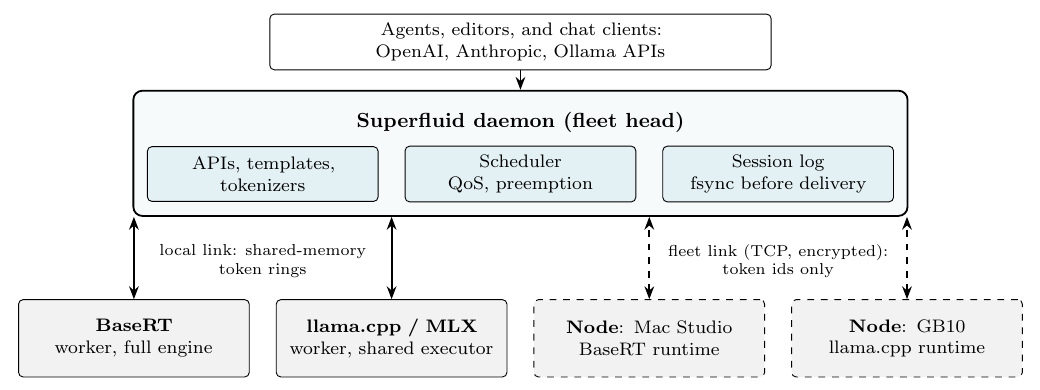 Agents, editors, and chat clients:
OpenAI, Anthropic, Ollama APIs
Superfluid daemon (fleet head)
APIs, templates,
tokenizers
Scheduler
QoS, preemption
Session log
fsync before delivery
local link: shared-memory
token rings
fleet link (TCP, encrypted):
token ids only
BaseRT
worker, full engine
llama.cpp / MLX
worker, shared executor
Node: Mac Studio
BaseRT runtime
Node: GB10
llama.cpp runtime